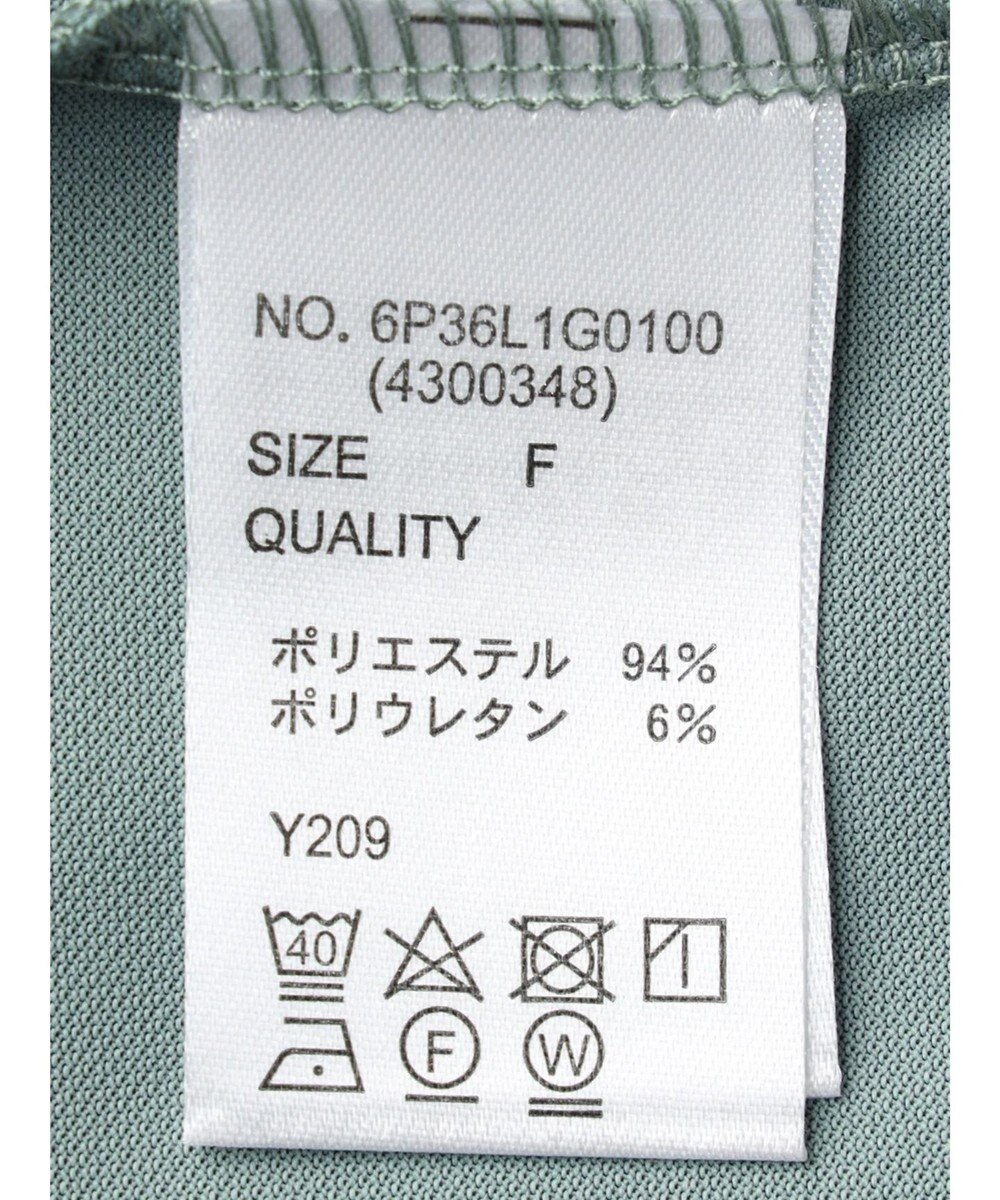 NO. 6P36L1G0100
(4300348)
SIZE F
QUALITY
ポリエステル 94%
ポリウレタン 6%
Y209
40
F W